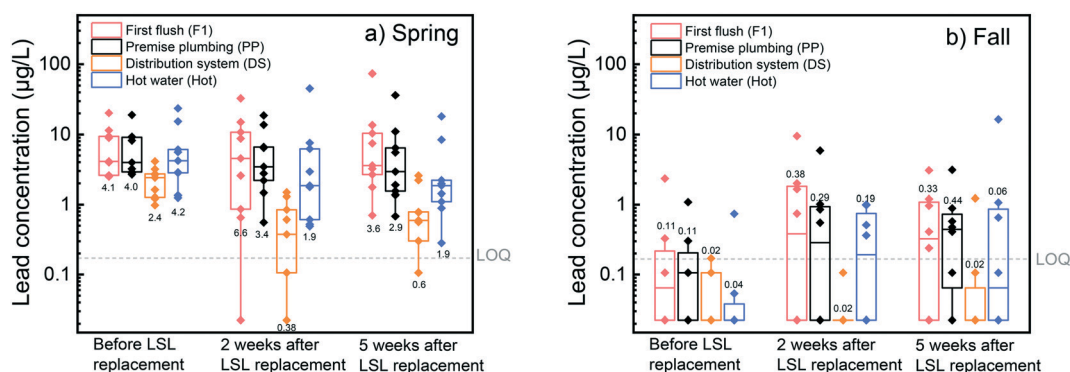 a) Spring
First flush (F1)
Premise plumbing (PP)
Distribution system (DS)
Hot water (Hot)
Lead concentration (µg/L)
100
10
1
0.1
4.1
4.0
2.4
4.2
6.6
3.4
0.38
1.9
3.6
2.9
0.6
1.9
LOQ
Before LSL
replacement
2 weeks after
LSL replacement
5 weeks after
LSL replacement
b) Fall
First flush (F1)
Premise plumbing (PP)
Distribution system (DS)
Hot water (Hot)
Lead concentration (µg/L)
100
10
1
0.1
0.11
0.11
0.02
0.04
0.38
0.29
0.02
0.19
0.33
0.44
0.02
0.06
LOQ
Before LSL
replacement
2 weeks after
LSL replacement
5 weeks after
LSL replacement